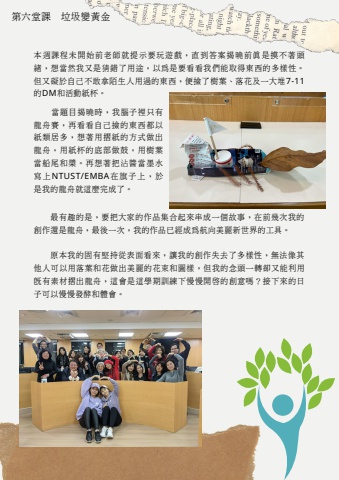 第六堂課　垃圾變黃金
本週課程未開始前老師就提示要玩遊戲，直到答案揭曉前真是摸不著頭
緒，想當然我又是猜錯了用途，以為是要看看我們能取得東西的多樣性。
但又礙於自己不敢拿陌生人用過的東西，便撿了樹葉、落花及一大堆7-11
的DM和活動紙杯。
當題目揭曉時，我腦子裡只有
龍舟賽，再看看自己撿的東西都以
紙類居多，想著用摺紙的方式做出
龍舟，用紙杯的底部做鼓，用樹葉
當船尾和槳，再想著把沾醬當墨水
寫上NTUST/EMBA在旗子上，於
是我的龍舟就這麼完成了。
最有趣的是，要把大家的作品集合起來串成一個故事，在前幾次我的
創作還是龍舟，最後一次，我的作品已經成為航向美麗新世界的工具。
原本我的固有堅持從表面看來，讓我的創作失去了多樣性，無法像其
他人可以用落葉和花做出美麗的花束和圖樣，但我的念頭一轉卻又能利用
既有素材摺出龍舟，這會是這學期訓練下慢慢開啓的創意嗎？接下來的日
子可以慢慢發酵和體會。